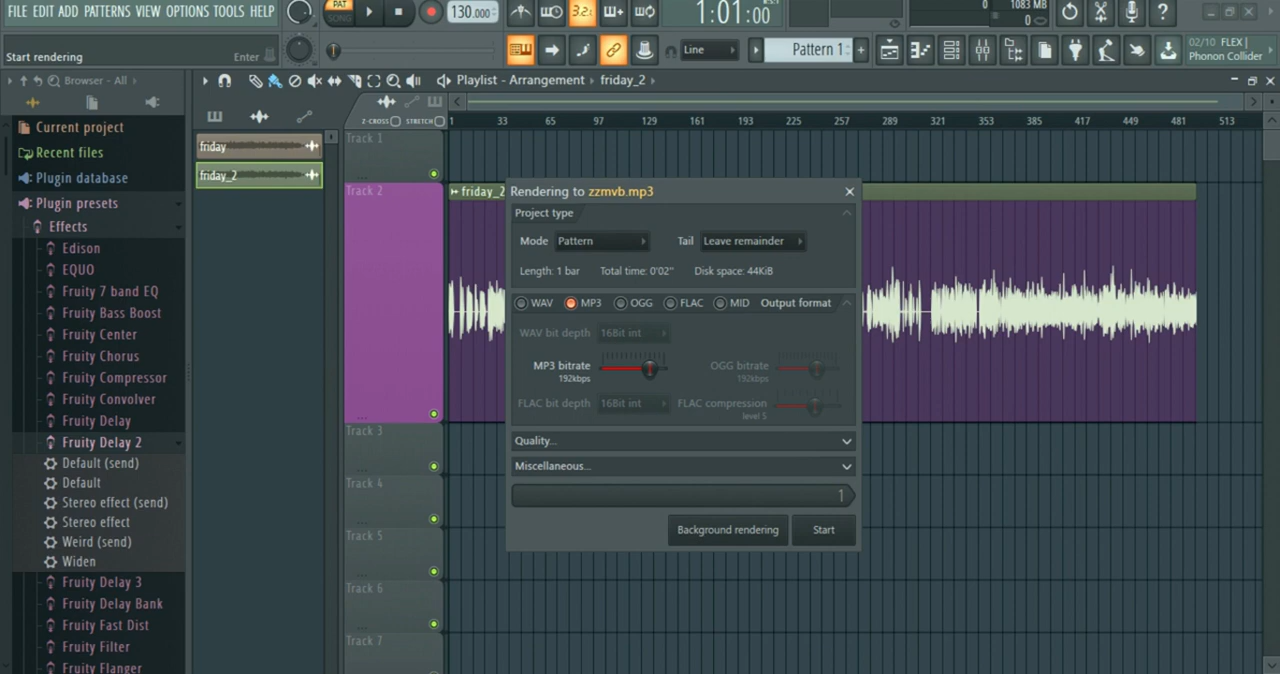 FILE EDIT ADD PATTERNS VIEW OPTIONS TOOLS HELP
PAT
SONG
130.000
3.2.1
1:01:00
0
1083 MB
0
Start rendering
Enter
Line
Pattern 1
02/10 FLEX |
Phonon Collider
Browser - All
Playlist - Arrangement
friday_2
Z-CROSS
STRETCH
1 33 65 97 129 161 193 225 257 289 321 353 385 417 449 481 513
Current project
Recent files
Plugin database
Plugin presets
Effects
Edison
EQUO
Fruity 7 band EQ
Fruity Bass Boost
Fruity Center
Fruity Chorus
Fruity Compressor
Fruity Convolver
Fruity Delay
Fruity Delay 2
Default (send)
Default
Stereo effect (send)
Stereo effect
Weird (send)
Widen
Fruity Delay 3
Fruity Delay Bank
Fruity Fast Dist
Fruity Filter
Fruity Flanger
friday
friday_2
Track 1
Track 2
friday_2
Track 3
Track 4
Track 5
Track 6
Track 7
Rendering to zzmvb.mp3
Project type
Mode Pattern Tail Leave remainder
Length: 1 bar Total time: 0'02" Disk space: 44KiB
WAV MP3 OGG FLAC MID Output format
WAV bit depth 16Bit int
MP3 bitrate
192kbps
OGG bitrate
192kbps
FLAC bit depth 16Bit int
FLAC compression
level 5
Quality...
Miscellaneous...
1
Background rendering
Start